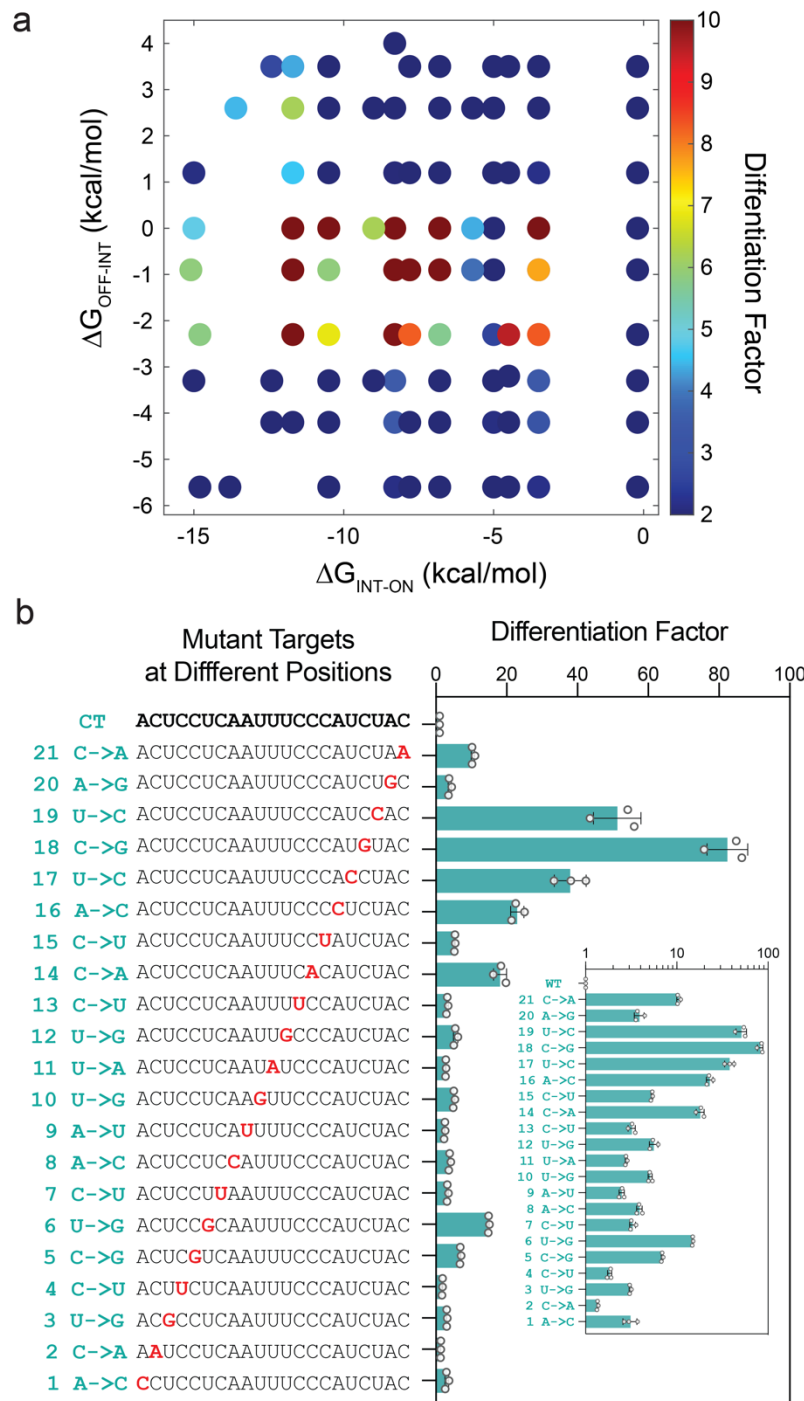 a
4
3
2
1
0
-1
-2
-3
-4
-5
-6
ΔG OFF-INT (kcal/mol)
-15 -10 -5 0
ΔG INT-ON (kcal/mol)
10
9
8
7
6
5
4
3
2
Diffentiation Factor
b
Mutant Targets
at Diffferent Positions
Differentiation Factor
0 20 40 60 80 100
CT ACUCCUCAAUUUCCCAUCUAC
21 C->A ACUCCUCAAUUUCCCAUCUAA
20 A->G ACUCCUCAAUUUCCCAUCUGC
19 U->C ACUCCUCAAUUUCCCAUCCAC
18 C->G ACUCCUCAAUUUCCCAUGUAC
17 U->C ACUCCUCAAUUUCCCACCUAC
16 A->C ACUCCUCAAUUUCCCCUCUAC
15 C->U ACUCCUCAAUUUCCUAUCUAC
14 C->A ACUCCUCAAUUUCACAUCUAC
13 C->U ACUCCUCAAUUUUCCAUCUAC
12 U->G ACUCCUCAAUUGCCCAUCUAC
11 U->A ACUCCUCAAUAUCCCAUCUAC
10 U->G ACUCCUCAAGUUCCCAUCUAC
9 A->U ACUCCUCAUUUUCCCAUCUAC
8 A->C ACUCCUCCAUUUCCCAUCUAC
7 C->U ACUCCUUAAUUUCCCAUCUAC
6 U->G ACUCCGCAAUUUCCCAUCUAC
5 C->G ACUCGUCAAUUUCCCAUCUAC
4 C->U ACUUCUCAAUUUCCCAUCUAC
3 U->G ACGCCUCAAUUUCCCAUCUAC
2 C->A AAUCCUCAAUUUCCCAUCUAC
1 A->C CCUCCUCAAUUUCCCAUCUAC
1 10 100
WT
21 C->A
20 A->G
19 U->C
18 C->G
17 U->C
16 A->C
15 C->U
14 C->A
13 C->U
12 U->G
11 U->A
10 U->G
9 A->U
8 A->C
7 C->U
6 U->G
5 C->G
4 C->U
3 U->G
2 C->A
1 A->C